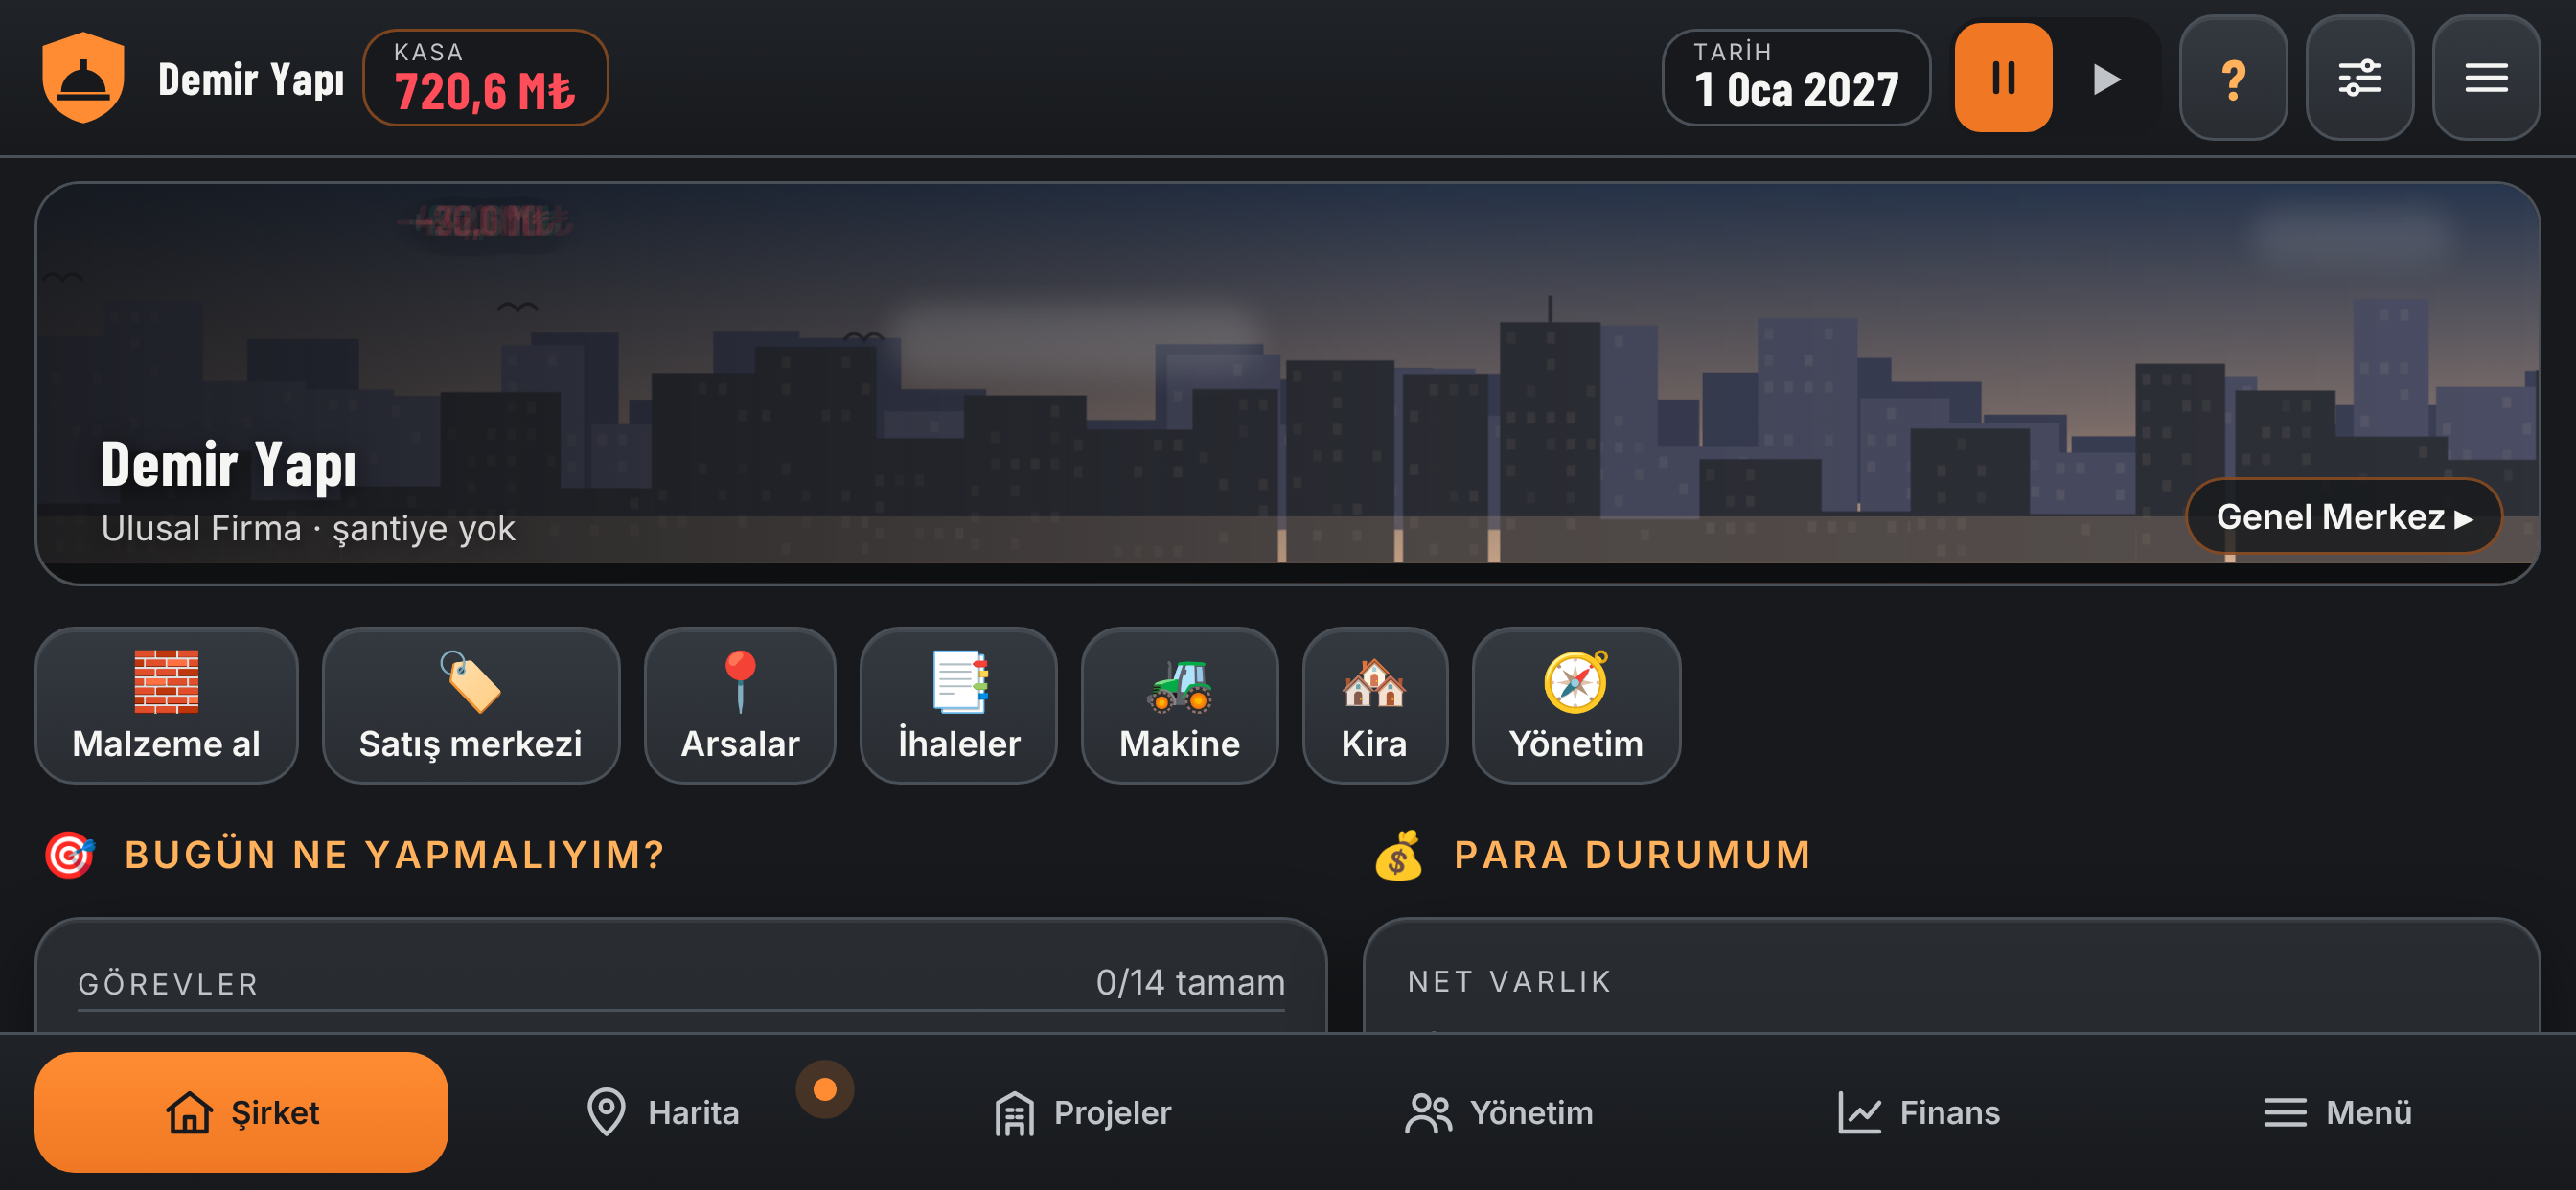 Demir Yapı
KASA
720,6 M₺
TARİH
1 Oca 2027
?
Demir Yapı
Ulusal Firma · şantiye yok
Genel Merkez ▸
Malzeme al
Satış merkezi
Arsalar
İhaleler
Makine
Kira
Yönetim
BUGÜN NE YAPMALIYIM?
PARA DURUMUM
GÖREVLER
0/14 tamam
NET VARLIK
Şirket
Harita
Projeler
Yönetim
Finans
Menü